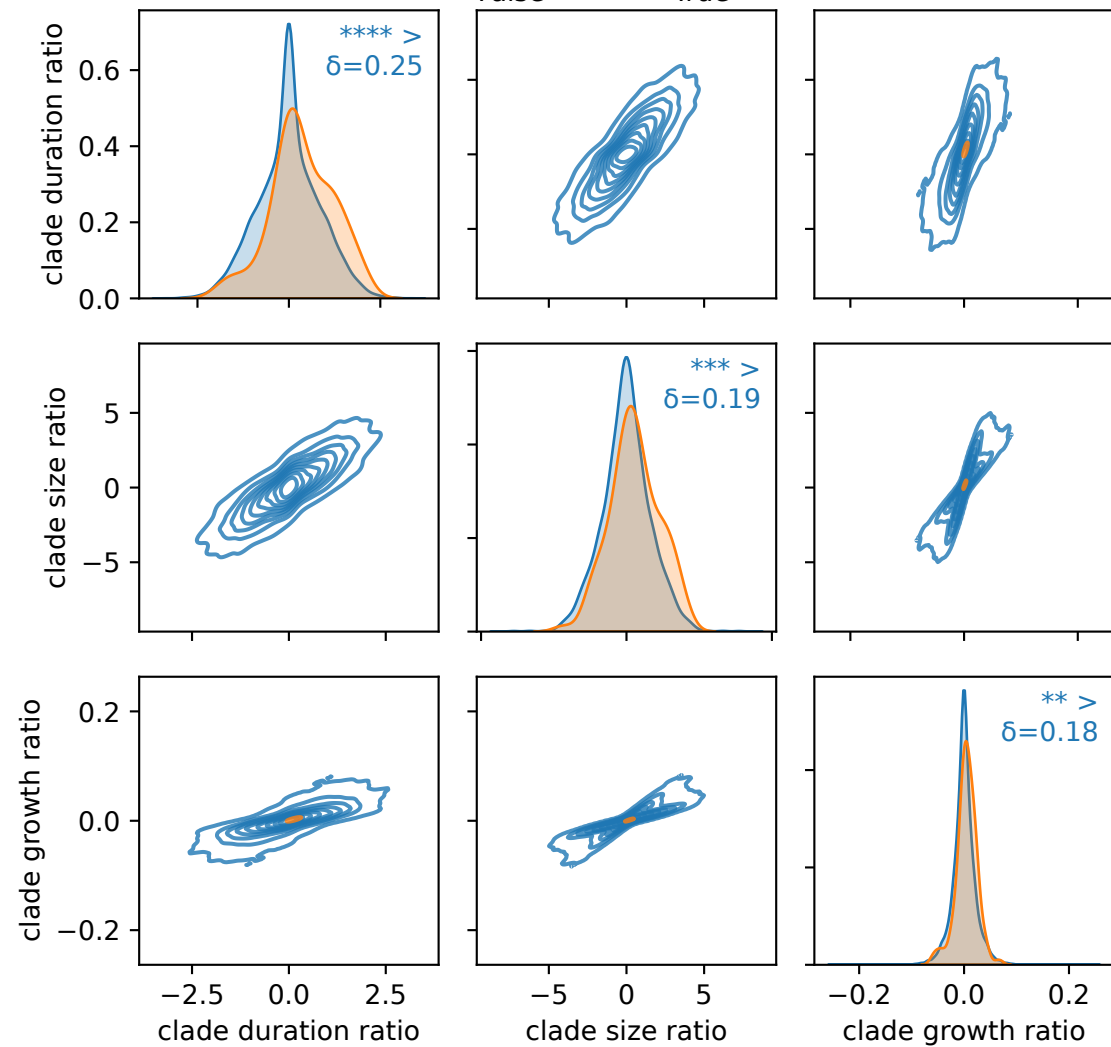 clade duration ratio
0.6
0.4
0.2
0.0
**** >
δ=0.25
clade size ratio
5
0
−5
*** >
δ=0.19
clade growth ratio
0.2
0.0
−0.2
** >
δ=0.18
−2.5 0.0 2.5
clade duration ratio
−5 0 5
clade size ratio
−0.2 0.0
clade growth ratio